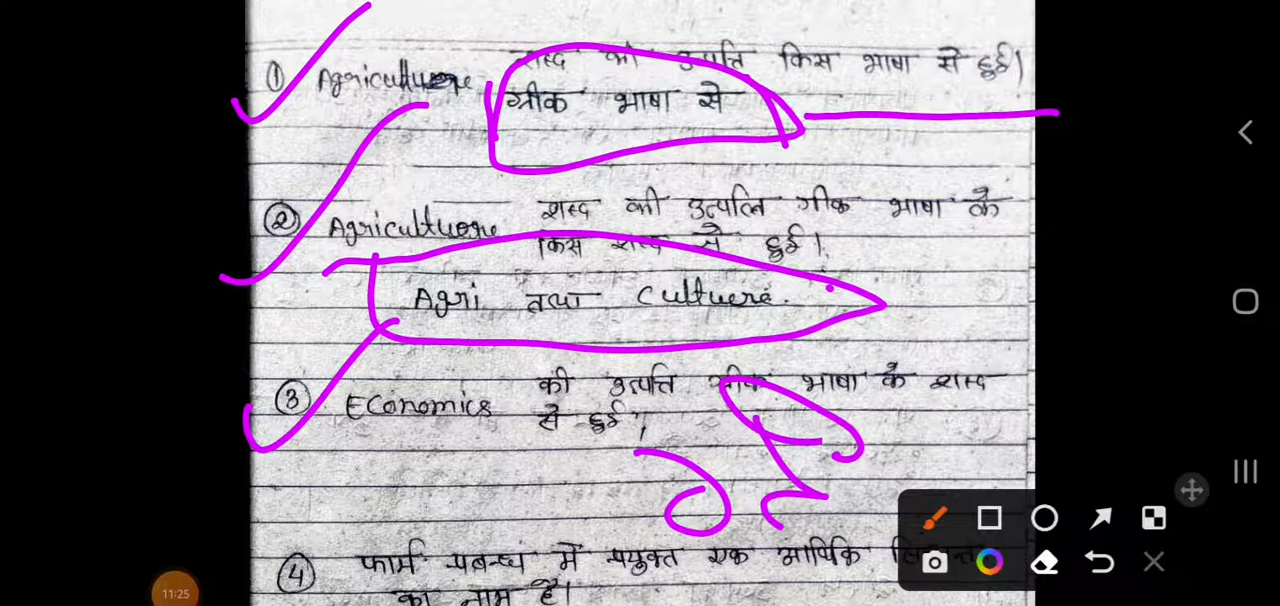 ① Agriculture शब्द की उत्पत्ति किस भाषा से हुई।
ग्रीक भाषा से
② Agriculture शब्द की उत्पत्ति ग्रीक भाषा के
किस शब्द से हुई।
Agri तथा Culture.
③ Economics की उत्पत्ति ग्रीक भाषा के शब्द
से हुई।
④ फार्म प्रबन्ध में प्रयुक्त एक आर्थिक
का नाम है।
11:25